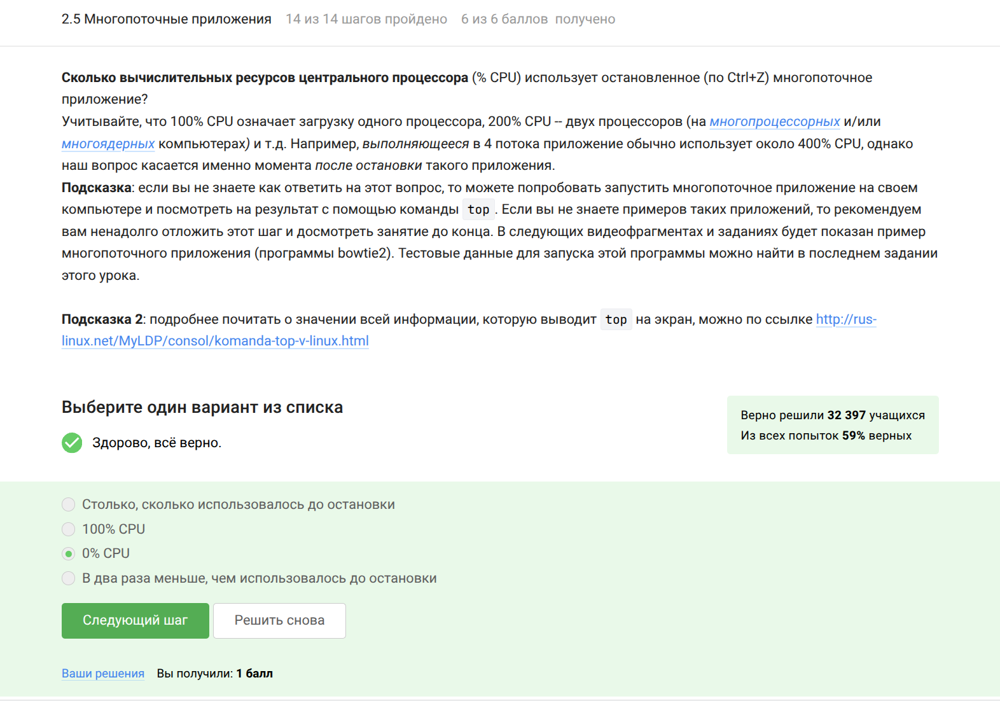 2.5 Многопоточные приложения 14 из 14 шагов пройдено 6 из 6 баллов получено
Сколько вычислительных ресурсов центрального процессора (% CPU) использует остановленное (по Ctrl+Z) многопоточное
приложение?
Учитывайте, что 100% CPU означает загрузку одного процессора, 200% CPU -- двух процессоров (на многопроцессорных и/или
многоядерных компьютерах) и т.д. Например, выполняющееся в 4 потока приложение обычно использует около 400% CPU, однако
наш вопрос касается именно момента после остановки такого приложения.
Подсказка: если вы не знаете как ответить на этот вопрос, то можете попробовать запустить многопоточное приложение на своем
компьютере и посмотреть на результат с помощью команды top. Если вы не знаете примеров таких приложений, то рекомендуем
вам ненадолго отложить этот шаг и досмотреть занятие до конца. В следующих видеофрагментах и заданиях будет показан пример
многопоточного приложения (программы bowtie2). Тестовые данные для запуска этой программы можно найти в последнем задании
этого урока.
Подсказка 2: подробнее почитать о значении всей информации, которую выводит top на экран, можно по ссылке http://rus-
linux.net/MyLDP/consol/komanda-top-v-linux.html
Выберите один вариант из списка
Здорово, всё верно.
Верно решили 32 397 учащихся
Из всех попыток 59% верных
Столько, сколько использовалось до остановки
100% CPU
0% CPU
В два раза меньше, чем использовалось до остановки
Следующий шаг Решить снова
Ваши решения Вы получили: 1 балл